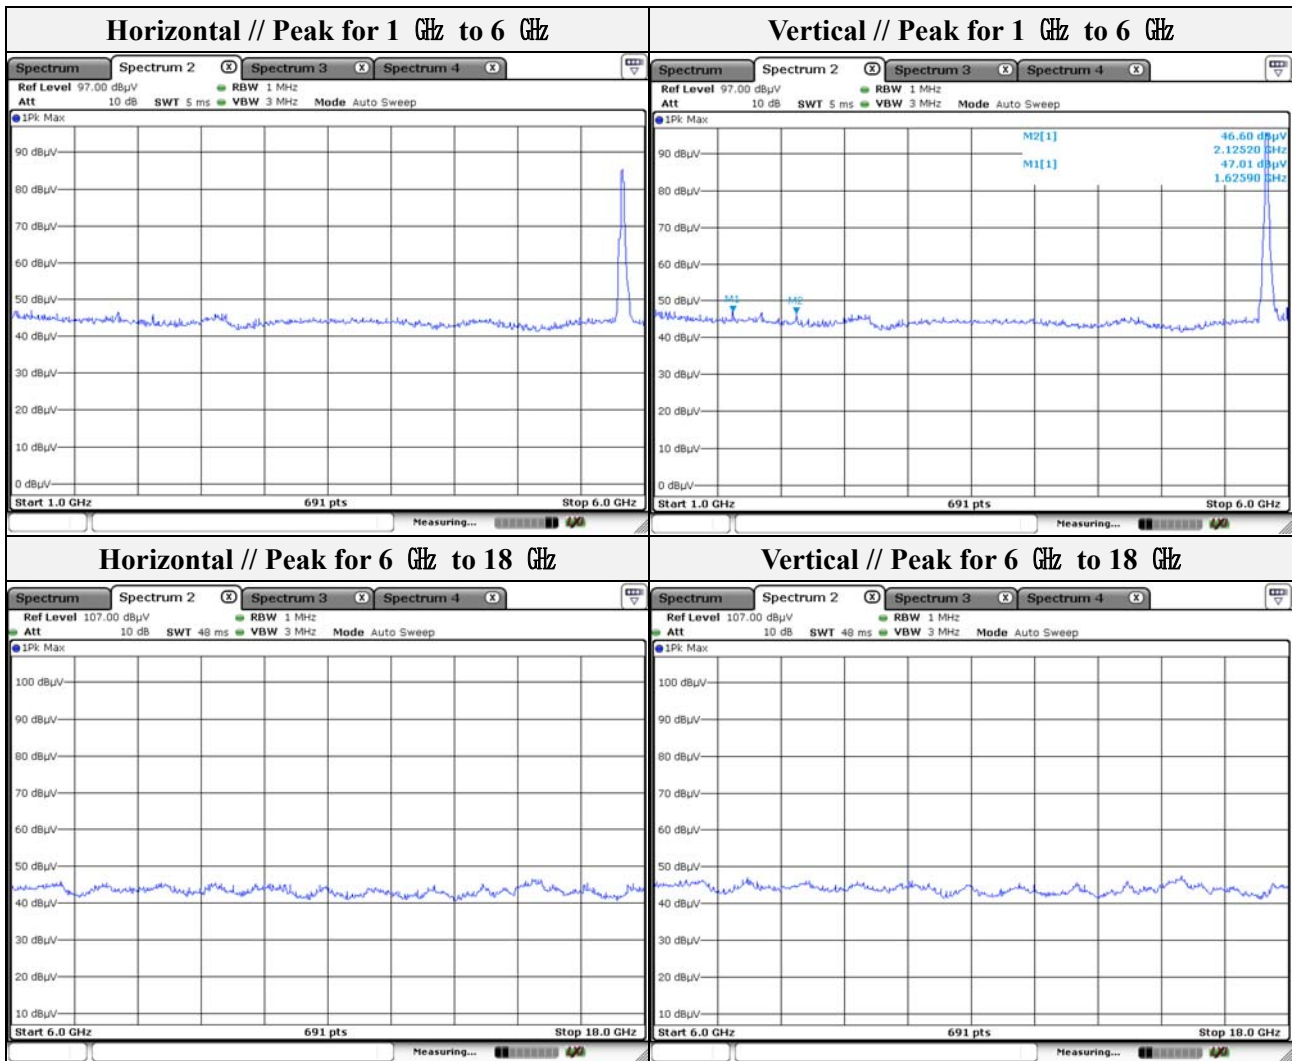 Horizontal // Peak for 1 ㎓ to 6 ㎓
Spectrum Spectrum 2 X Spectrum 3 X Spectrum 4 X
Ref Level 97.00 dBµV RBW 1 MHz
Att 10 dB SWT 5 ms VBW 3 MHz Mode Auto Sweep
1Pk Max
90 dBµV
80 dBµV
70 dBµV
60 dBµV
50 dBµV
40 dBµV
30 dBµV
20 dBµV
10 dBµV
0 dBµV
Start 1.0 GHz 691 pts Stop 6.0 GHz
Measuring...
Vertical // Peak for 1 ㎓ to 6 ㎓
Spectrum Spectrum 2 X Spectrum 3 X Spectrum 4 X
Ref Level 97.00 dBµV RBW 1 MHz
Att 10 dB SWT 5 ms VBW 3 MHz Mode Auto Sweep
1Pk Max
M2[1] 46.60 dBµV
2.12520 GHz
M1[1] 47.01 dBµV
1.62590 GHz
90 dBµV
80 dBµV
70 dBµV
60 dBµV
50 dBµV
M1 M2
40 dBµV
30 dBµV
20 dBµV
10 dBµV
0 dBµV
Start 1.0 GHz 691 pts Stop 6.0 GHz
Measuring...
Horizontal // Peak for 6 ㎓ to 18 ㎓
Spectrum Spectrum 2 X Spectrum 3 X Spectrum 4 X
Ref Level 107.00 dBµV RBW 1 MHz
Att 10 dB SWT 48 ms VBW 3 MHz Mode Auto Sweep
1Pk Max
100 dBµV
90 dBµV
80 dBµV
70 dBµV
60 dBµV
50 dBµV
40 dBµV
30 dBµV
20 dBµV
10 dBµV
Start 6.0 GHz 691 pts Stop 18.0 GHz
Measuring...
Vertical // Peak for 6 ㎓ to 18 ㎓
Spectrum Spectrum 2 X Spectrum 3 X Spectrum 4 X
Ref Level 107.00 dBµV RBW 1 MHz
Att 10 dB SWT 48 ms VBW 3 MHz Mode Auto Sweep
1Pk Max
100 dBµV
90 dBµV
80 dBµV
70 dBµV
60 dBµV
50 dBµV
40 dBµV
30 dBµV
20 dBµV
10 dBµV
Start 6.0 GHz 691 pts Stop 18.0 GHz
Measuring...